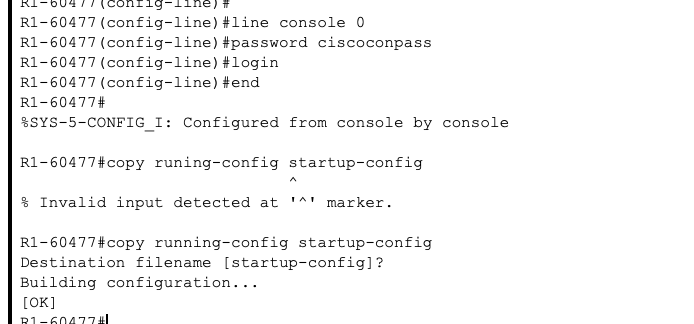 R1-60477(config-line)#
R1-60477(config-line)#line console 0
R1-60477(config-line)#password ciscoconpass
R1-60477(config-line)#login
R1-60477(config-line)#end
R1-60477#
%SYS-5-CONFIG_I: Configured from console by console
R1-60477#copy runing-config startup-config
^
% Invalid input detected at '^' marker.
R1-60477#copy running-config startup-config
Destination filename [startup-config]?
Building configuration...
[OK]
R1-60477#